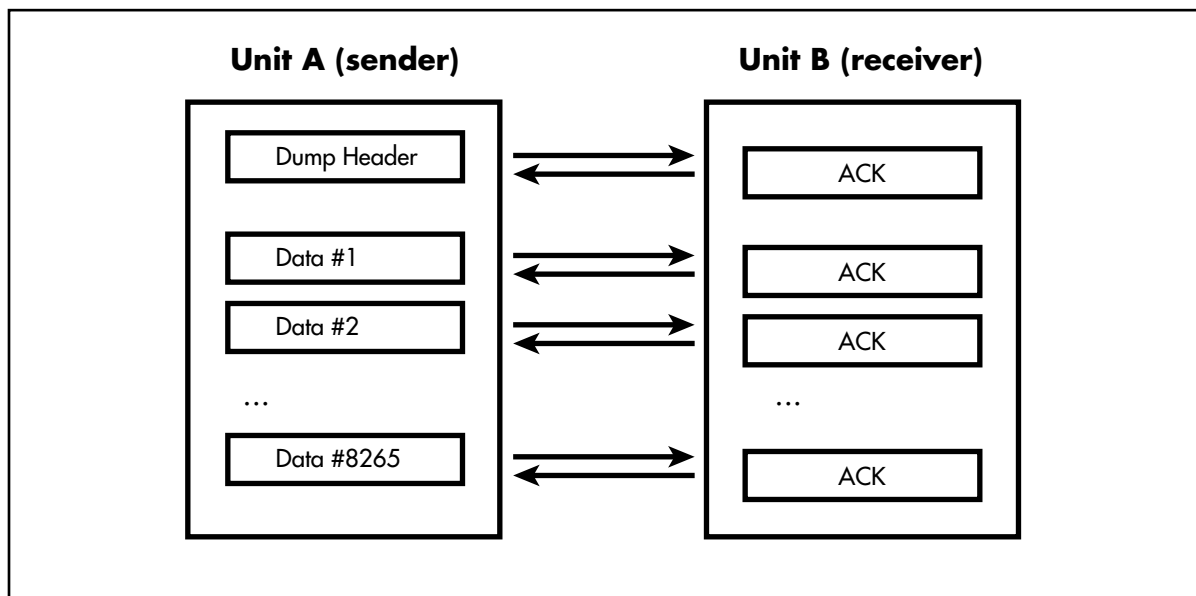 Unit A (sender)
Unit B (receiver)
Dump Header
ACK
Data #1
ACK
Data #2
ACK
...
...
Data #8265
ACK